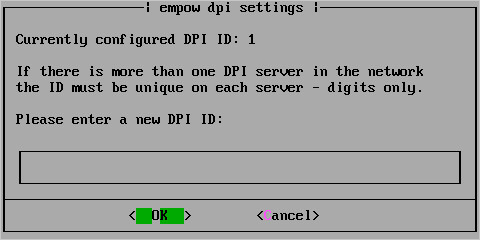 empow dpi settings
Currently configured DPI ID: 1
If there is more than one DPI server in the network
the ID must be unique on each server - digits only.
Please enter a new DPI ID:
< OK > <Cancel>